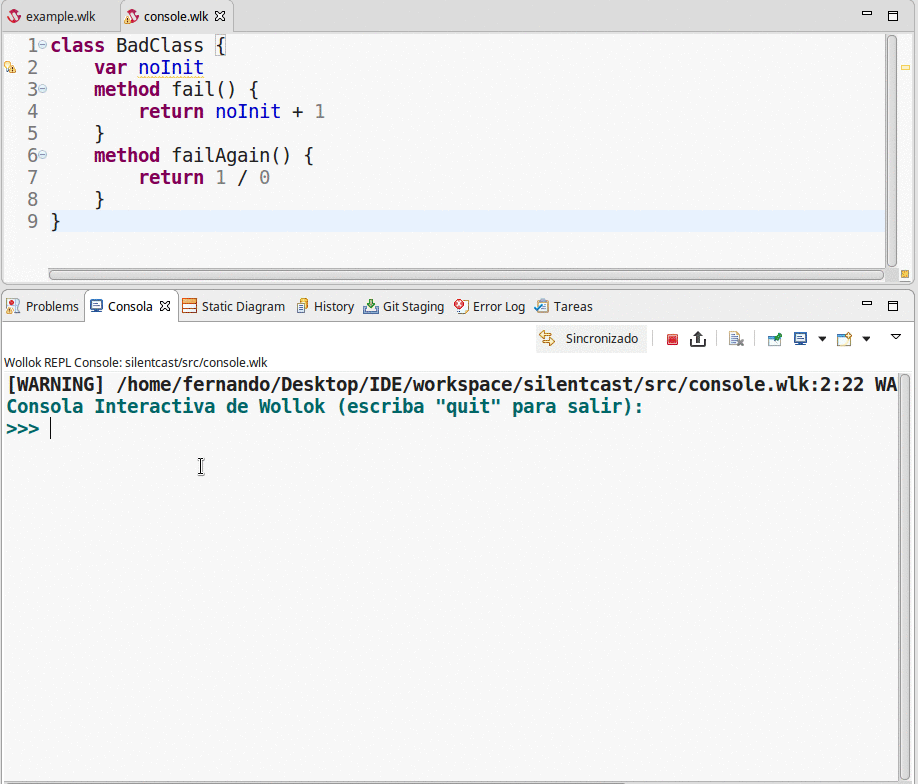 example.wlk console.wlk
1 class BadClass {
2 var noInit
3 method fail() {
4 return noInit + 1
5 }
6 method failAgain() {
7 return 1 / 0
8 }
9 }
Problems Consola Static Diagram History Git Staging Error Log Tareas
Sincronizado
Wollok REPL Console: silentcast/src/console.wlk
[WARNING] /home/fernando/Desktop/IDE/workspace/silentcast/src/console.wlk:2:22 WA
Consola Interactiva de Wollok (escriba "quit" para salir):
>>>